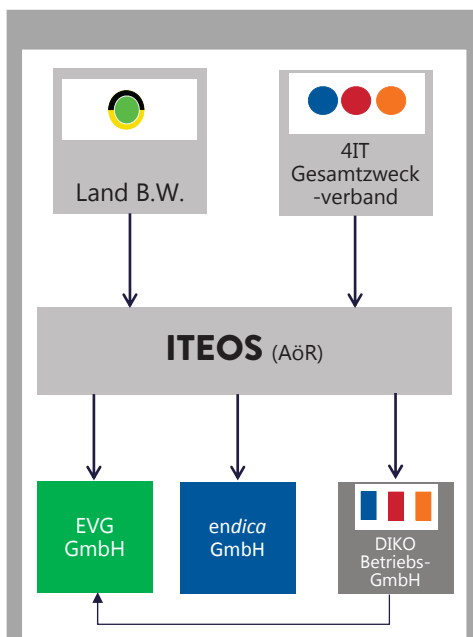 Land B.W.
4IT
Gesamtzweck
-verband
ITEOS (AöR)
EVG
GmbH
endica
GmbH
DIKO
Betriebs-
GmbH